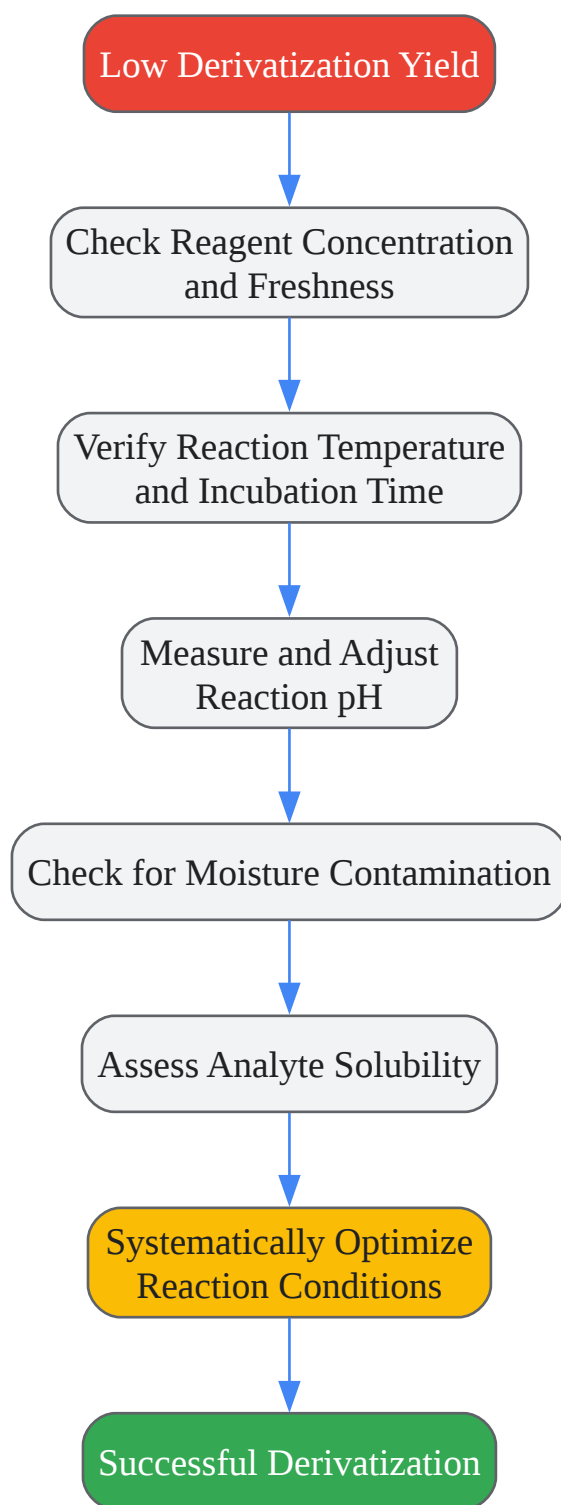 Low Derivatization Yield
Check Reagent Concentration
and Freshness
Verify Reaction Temperature
and Incubation Time
Measure and Adjust
Reaction pH
Check for Moisture Contamination
Assess Analyte Solubility
Systematically Optimize
Reaction Conditions
Successful Derivatization